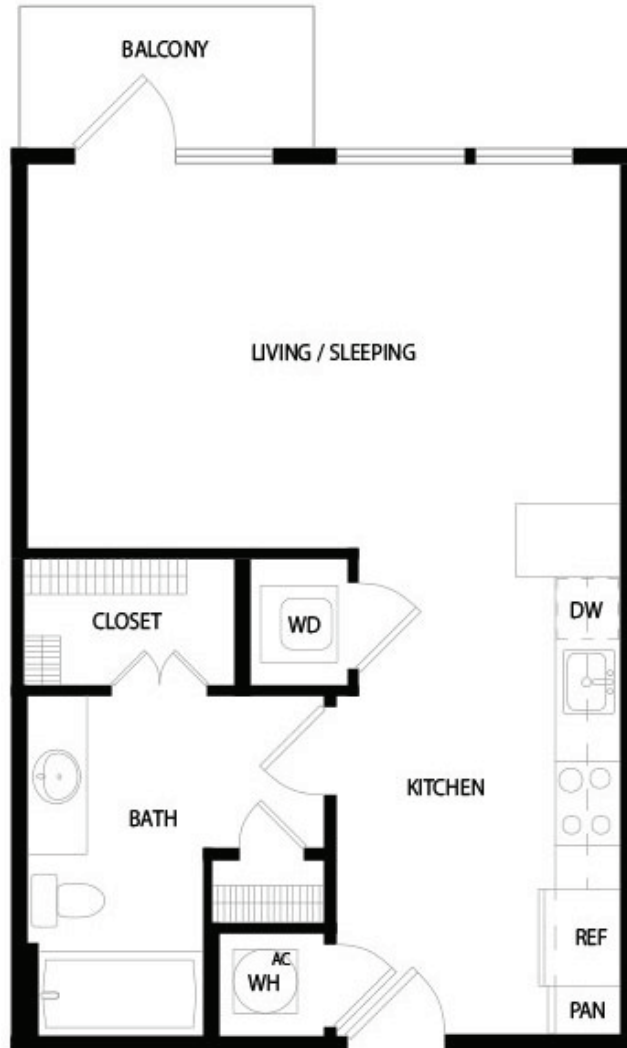 BALCONY
LIVING / SLEEPING
CLOSET
WD
DW
KITCHEN
BATH
REF
AC
WH
PAN